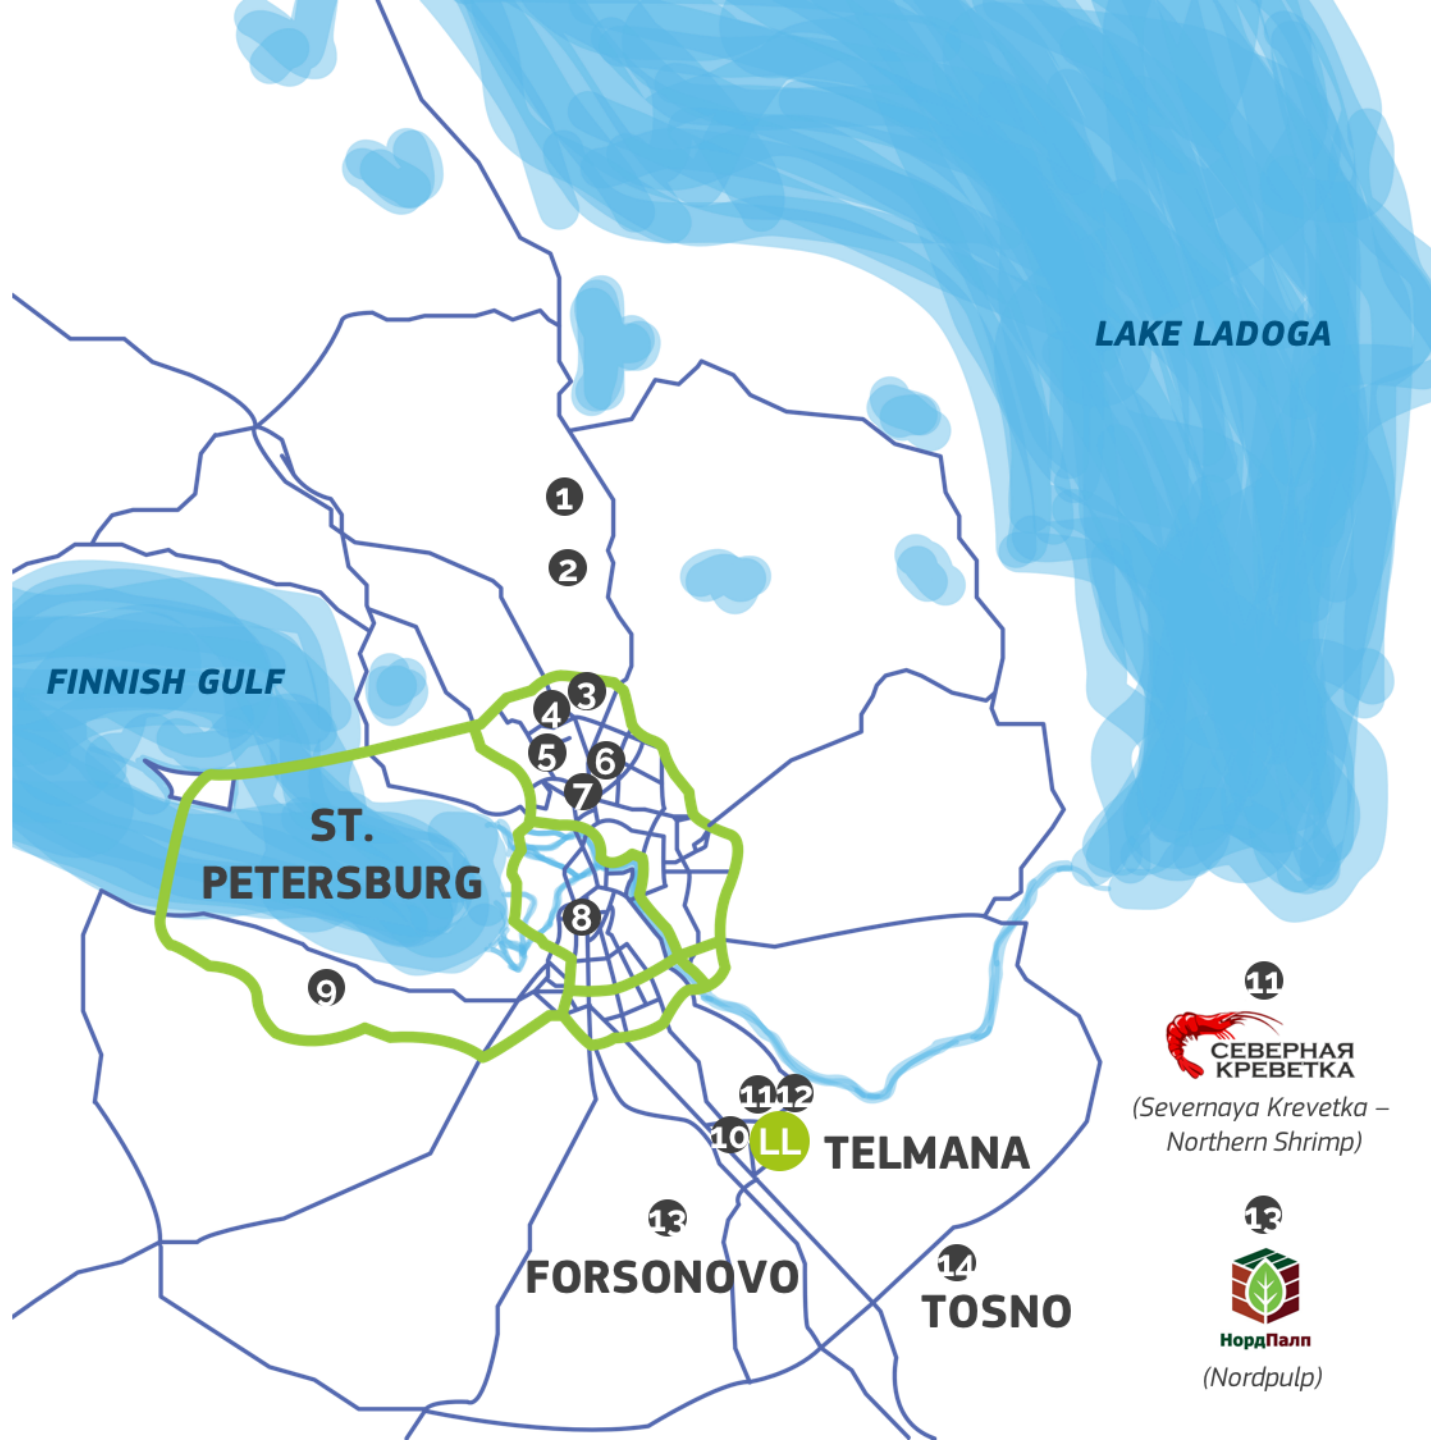 LAKE LADOGA
1
2
FINNISH GULF
3
4
5
6
7
ST.
PETERSBURG
8
9
11
СЕВЕРНАЯ
КРЕВЕТКА
(Severnaya Krevetka –
Northern Shrimp)
11
12
10
LL
TELMANA
13
FORSONOVO
14
TOSNO
13
НордПалп
(Nordpulp)